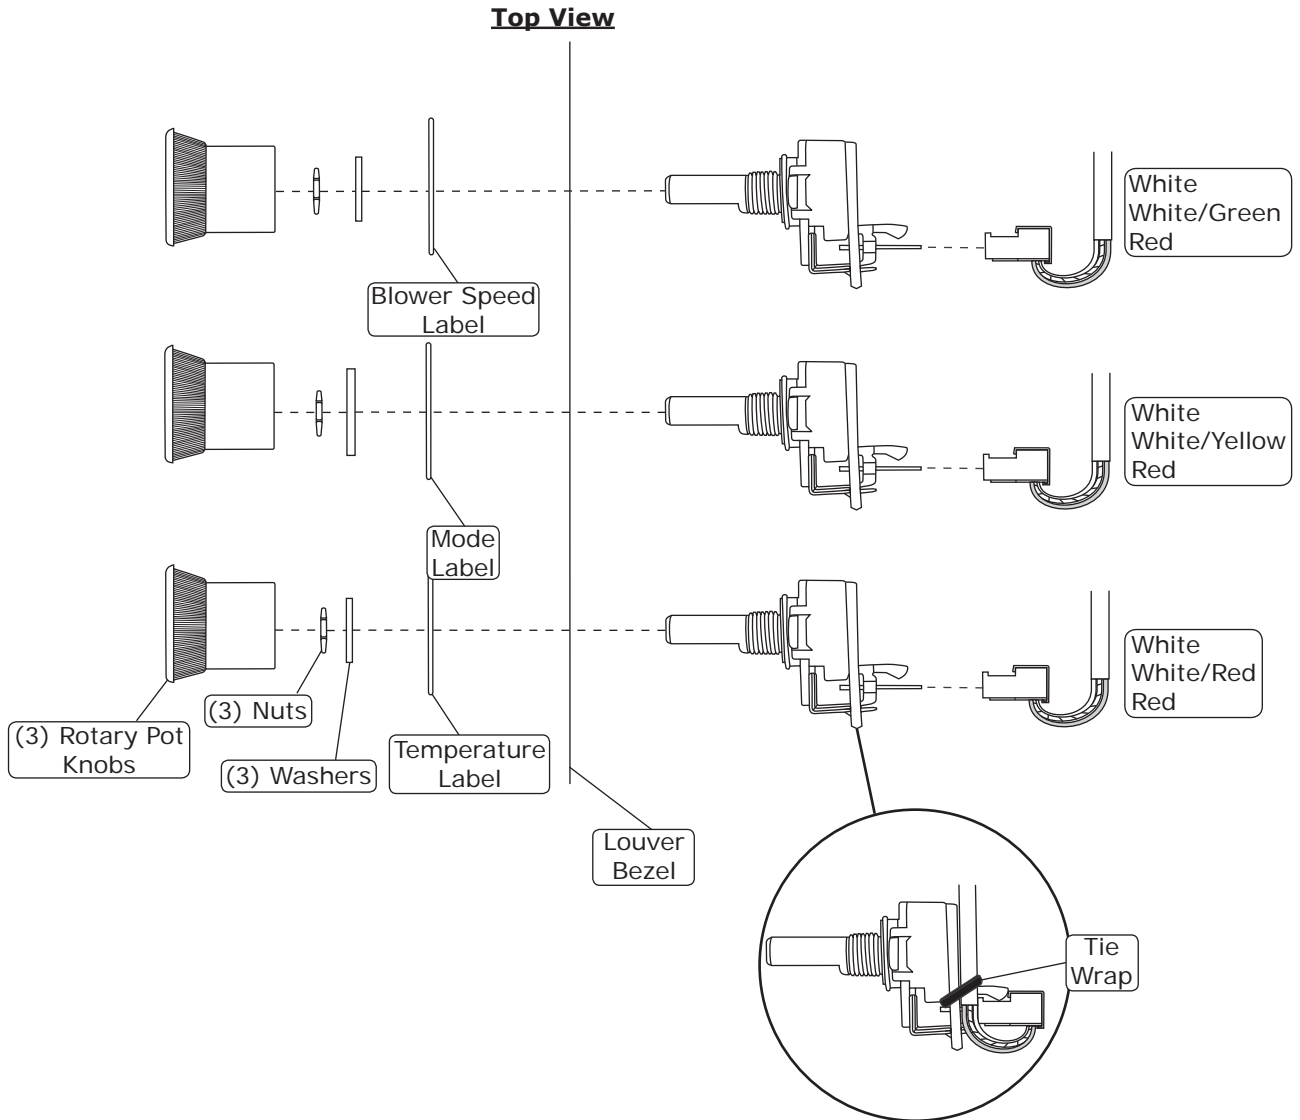 Top View
White
White/Green
Red
Blower Speed
Label
White
White/Yellow
Red
Mode
Label
White
White/Red
Red
(3) Nuts
(3) Rotary Pot
Knobs
(3) Washers
Temperature
Label
Louver
Bezel
Tie
Wrap